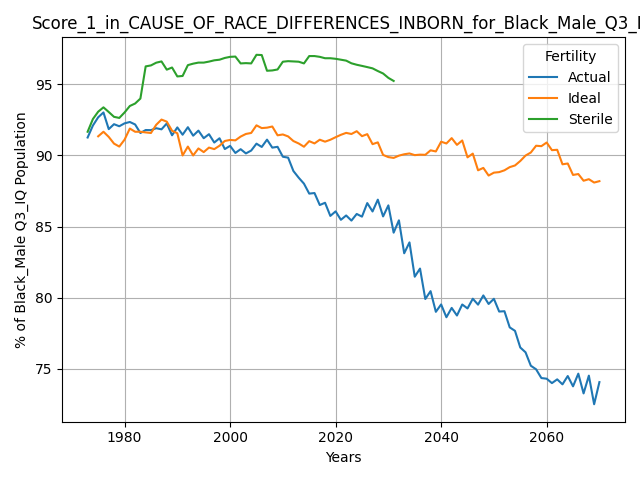 Score_1_in_CAUSE_OF_RACE_DIFFERENCES_INBORN_for_Black_Male_Q3_I
Fertility
Actual
Ideal
Sterile
% of Black_Male Q3_IQ Population
95
90
85
80
75
1980
2000
2020
2040
2060
Years